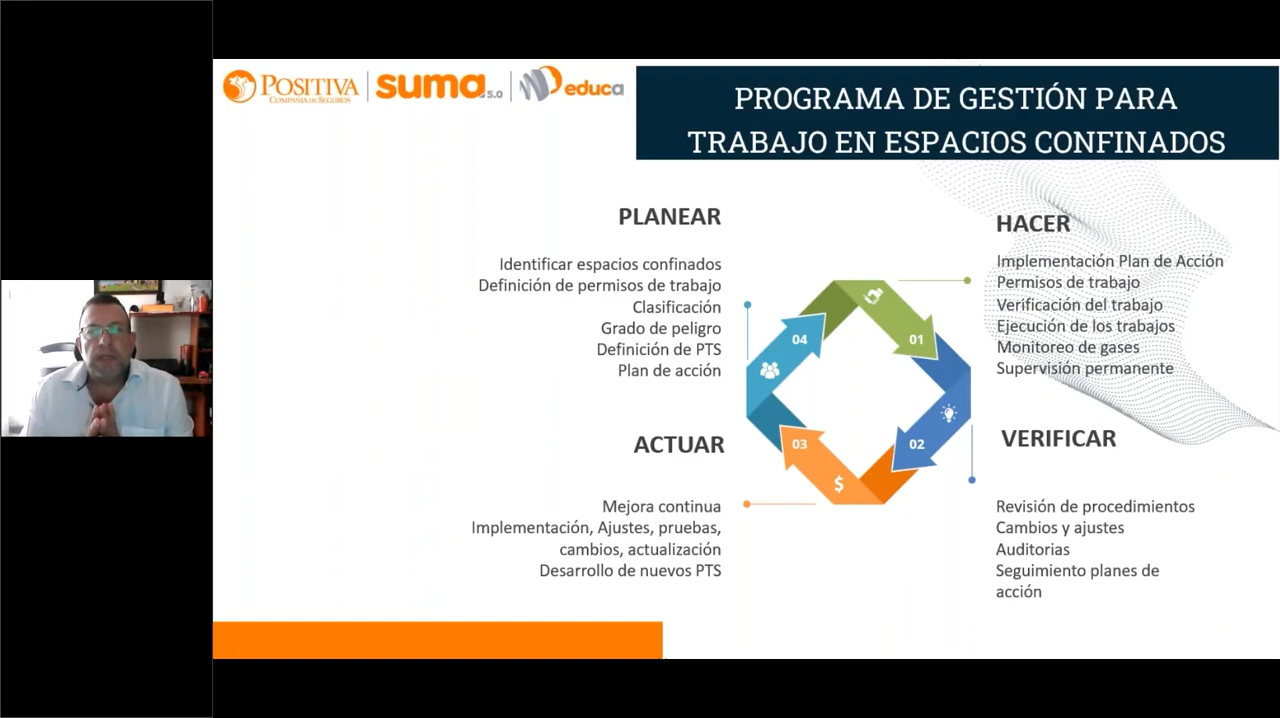 POSITIVA
COMPAÑIA DE SEGUROS
suma 5.0
educa
PROGRAMA DE GESTIÓN PARA
TRABAJO EN ESPACIOS CONFINADOS
PLANEAR
Identificar espacios confinados
Definición de permisos de trabajo
Clasificación
Grado de peligro
Definición de PTS
Plan de acción
HACER
Implementación Plan de Acción
Permisos de trabajo
Verificación del trabajo
Ejecución de los trabajos
Monitoreo de gases
Supervisión permanente
04
01
03
02
$
ACTUAR
Mejora continua
Implementación, Ajustes, pruebas,
cambios, actualización
Desarrollo de nuevos PTS
VERIFICAR
Revisión de procedimientos
Cambios y ajustes
Auditorias
Seguimiento planes de
acción